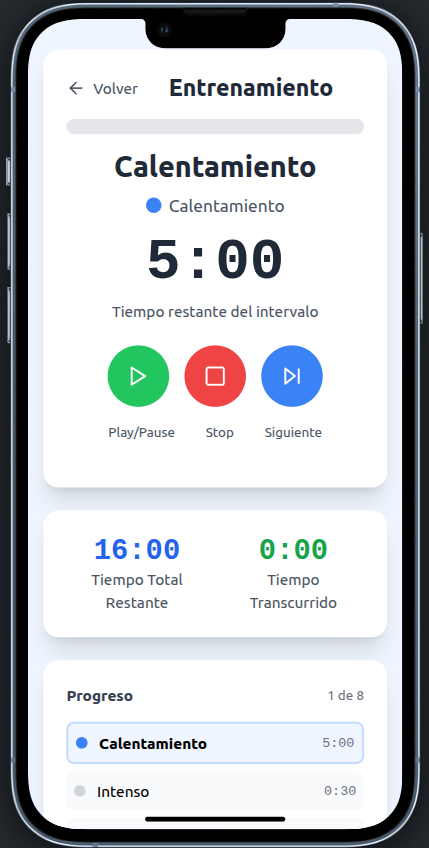 Volver Entrenamiento
Calentamiento
Calentamiento
5:00
Tiempo restante del intervalo
Play/Pause Stop Siguiente
16:00 0:00
Tiempo Total Tiempo
Restante Transcurrido
Progreso 1 de 8
Calentamiento 5:00
Intenso 0:30